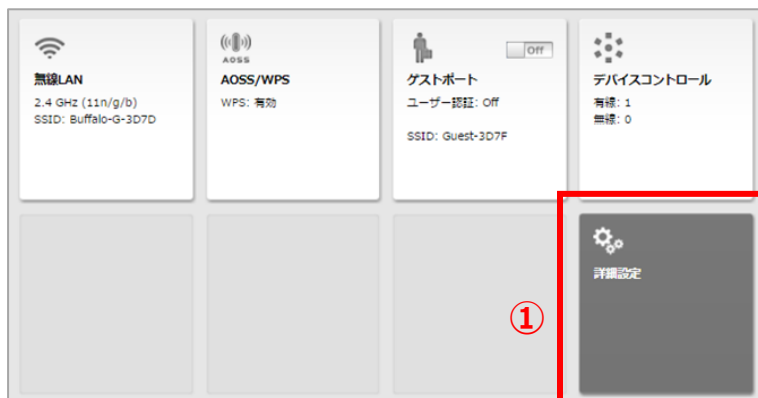 無線LAN
2.4 GHz (11n/g/b)
SSID: Buffalo-G-3D7D
AOSS
AOSS/WPS
WPS: 有効
Off
ゲストポート
ユーザー認証: Off
SSID: Guest-3D7F
デバイスコントロール
有線: 1
無線: 0
①
詳細設定